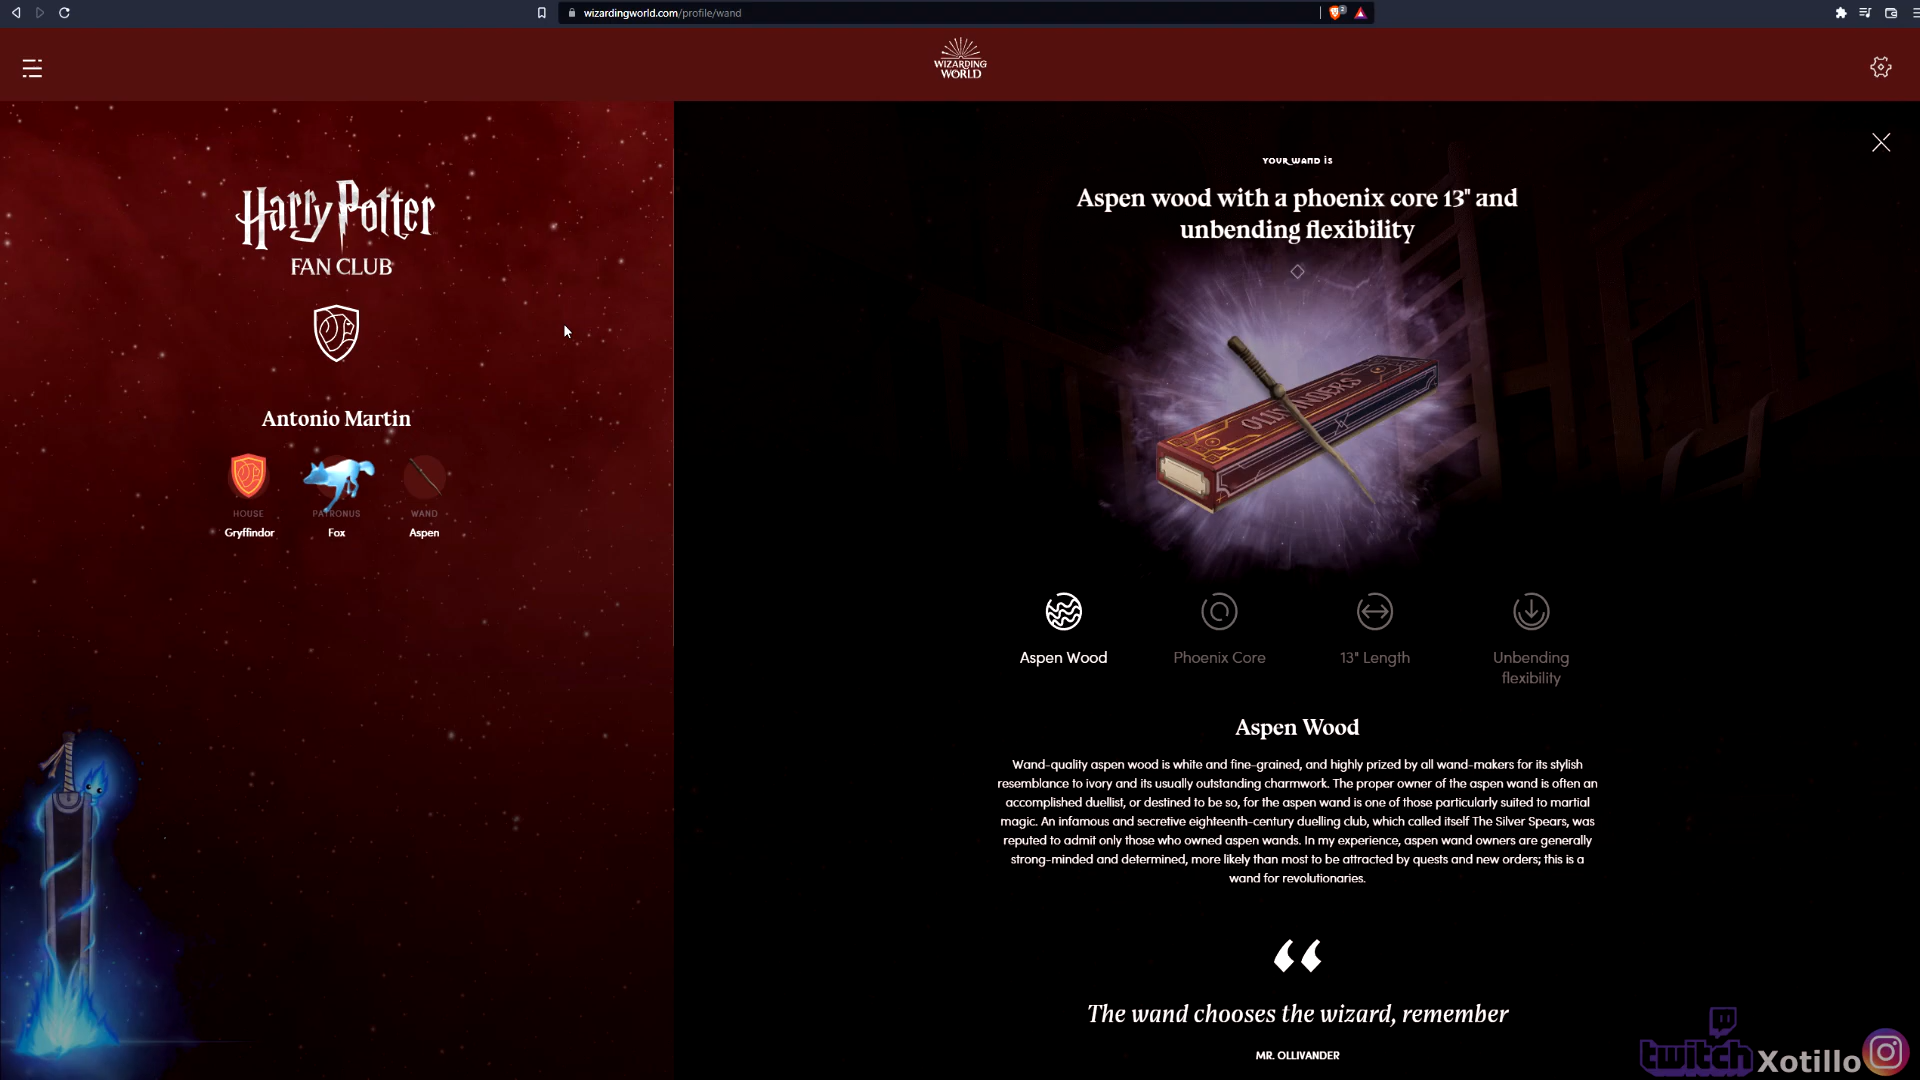 wizardingworld.com/profile/wand
2
WIZARDING
WORLD
Harry Potter
FAN CLUB
Antonio Martin
HOUSE
PATRONUS
WAND
Gryffindor
Fox
Aspen
YOUR WAND IS
Aspen wood with a phoenix core 13" and
unbending flexibility
OLLIVANDERS
Aspen Wood
Phoenix Core
13" Length
Unbending
flexibility
Aspen Wood
Wand-quality aspen wood is white and fine-grained, and highly prized by all wand-makers for its stylish
resemblance to ivory and its usually outstanding charmwork. The proper owner of the aspen wand is often an
accomplished duellist, or destined to be so, for the aspen wand is one of those particularly suited to martial
magic. An infamous and secretive eighteenth-century duelling club, which called itself The Silver Spears, was
reputed to admit only those who owned aspen wands. In my experience, aspen wand owners are generally
strong-minded and determined, more likely than most to be attracted by quests and new orders; this is a
wand for revolutionaries.
“
The wand chooses the wizard, remember
MR. OLLIVANDER
twitch Xotillo